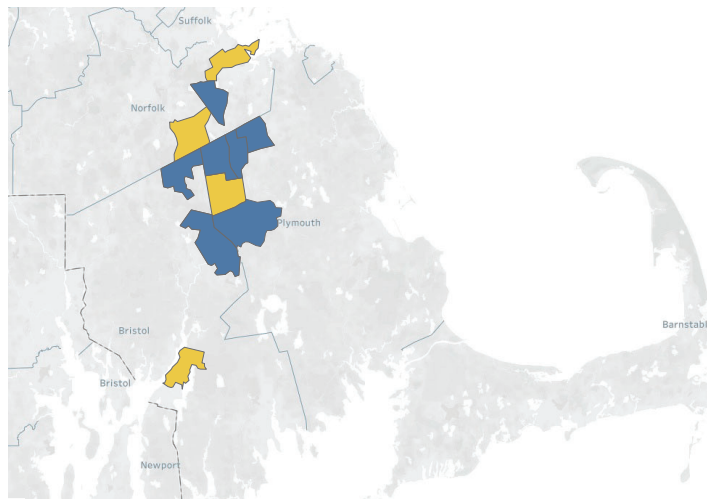 Suffolk
Norfolk
Plymouth
Barnstabl
Bristol
Bristol
Newport